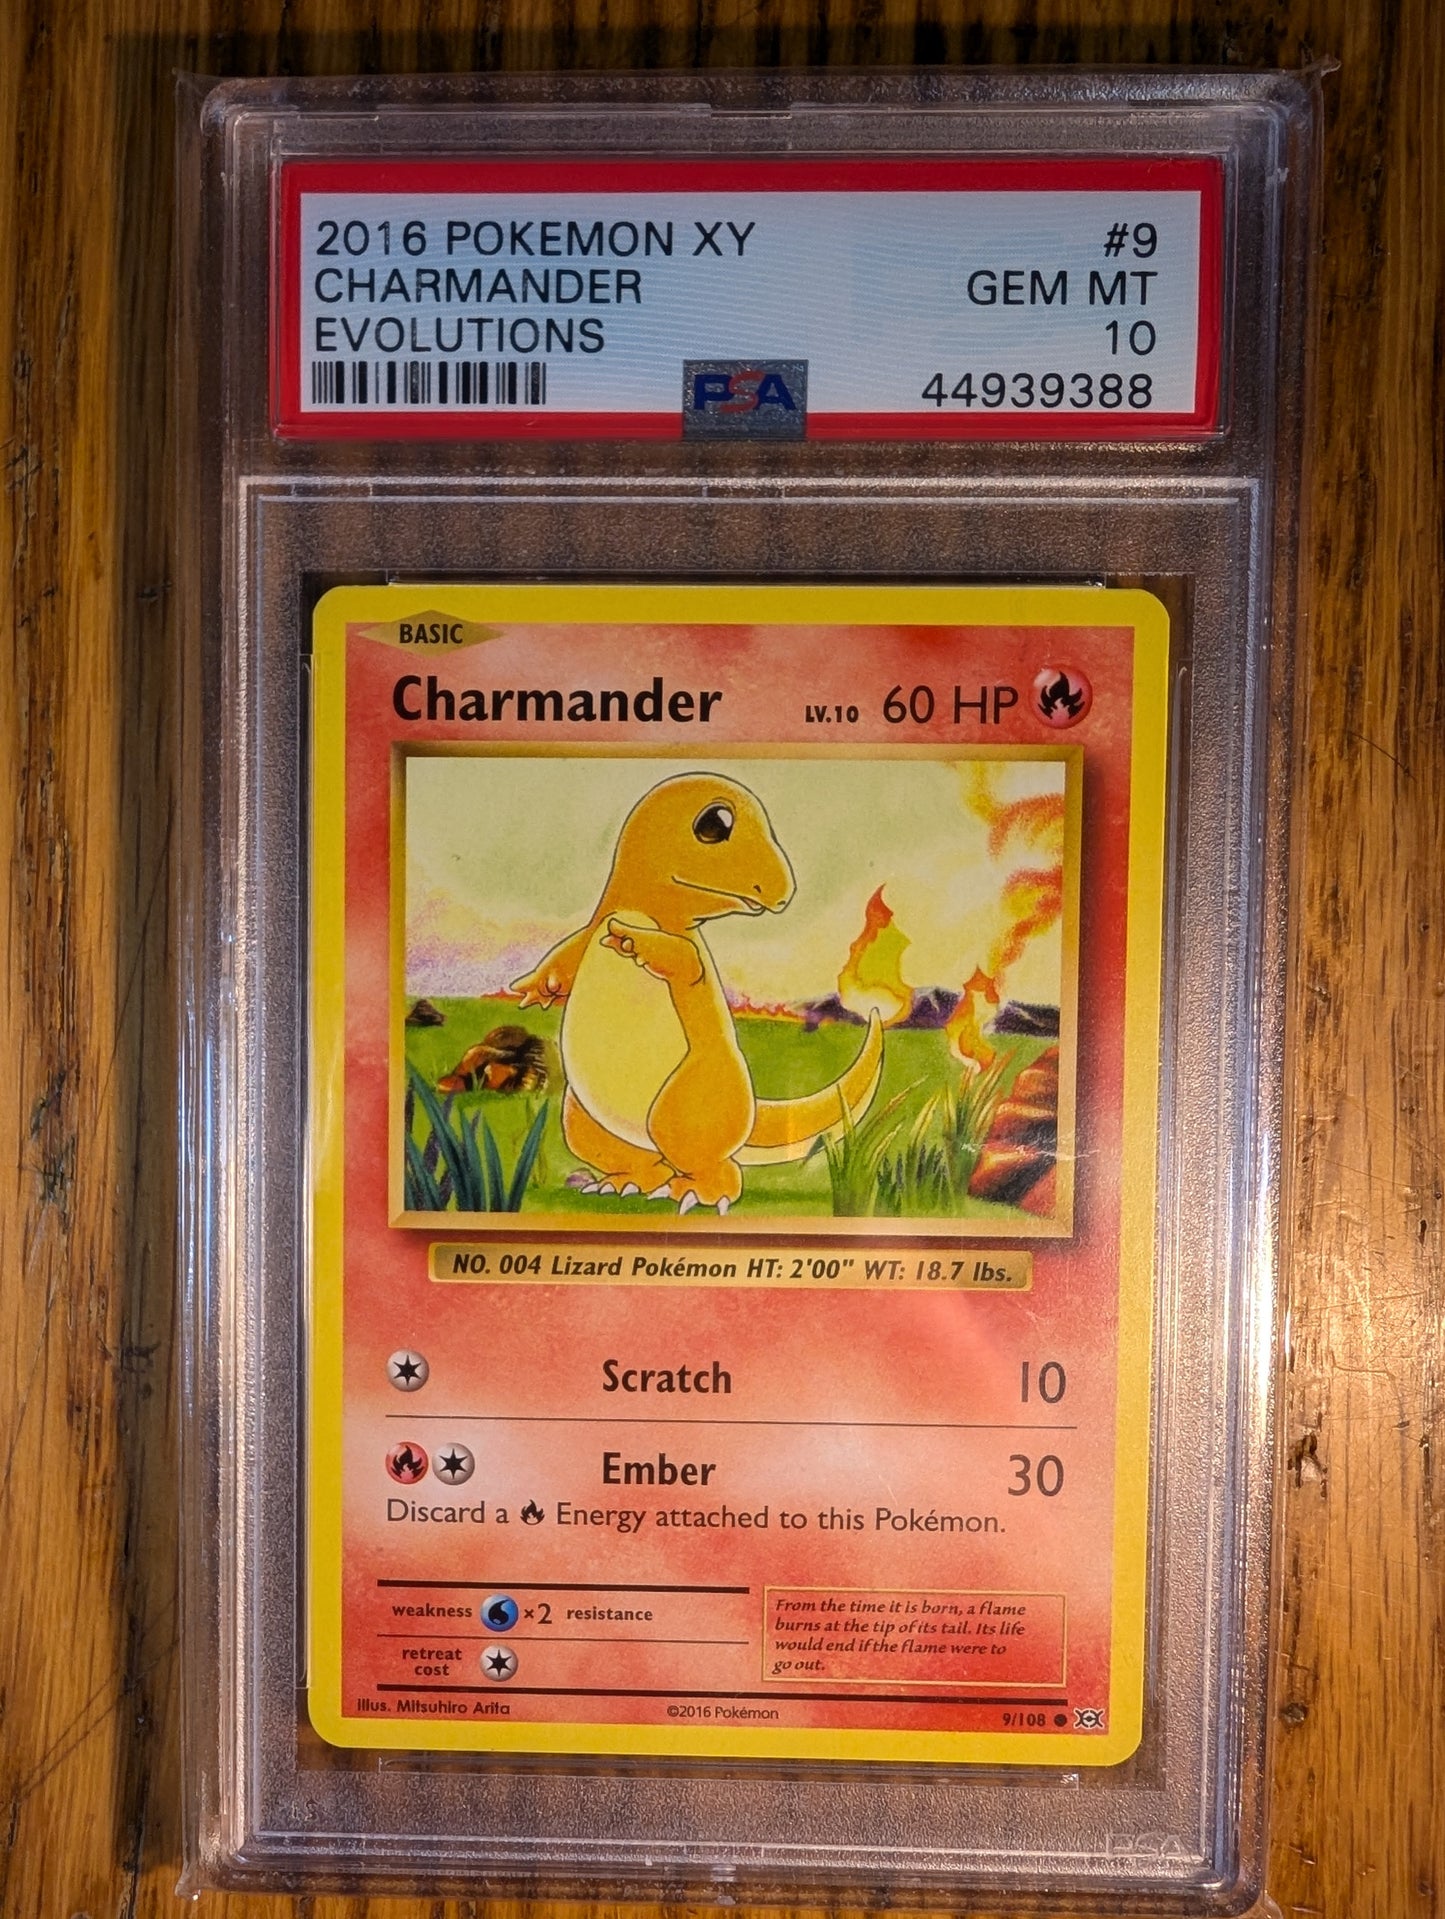 2016 POKEMON XY #9
CHARMANDER GEM MT
EVOLUTIONS 10
PSA 44939388
BASIC
Charmander LV.10 60 HP
NO. 004 Lizard Pokémon HT: 2'00" WT: 18.7 lbs.
Scratch 10
Ember 30
Discard a Energy attached to this Pokémon.
weakness ×2 resistance
retreat
cost
From the time it is born, a flame
burns at the tip of its tail. Its life
would end if the flame were to
go out.
Illus. Mitsuhiro Arita ©2016 Pokémon 9/108
PSA